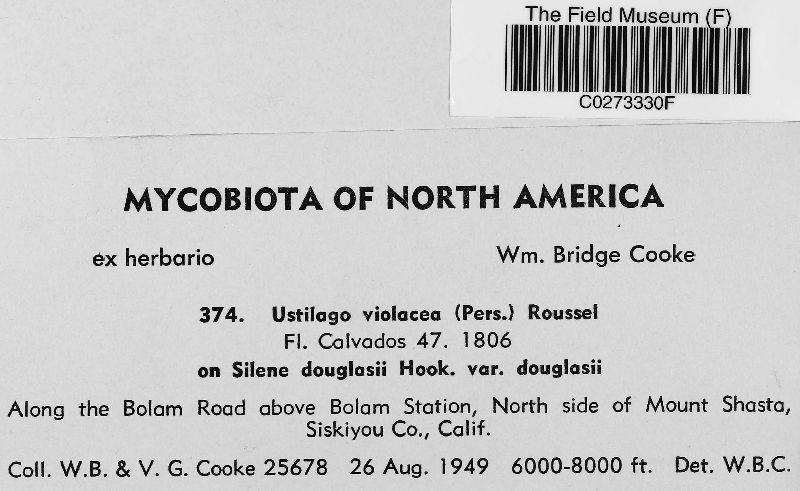 The Field Museum (F)
C0273330F
MYCOBIOTA OF NORTH AMERICA
ex herbario Wm. Bridge Cooke
374. Ustilago violacea (Pers.) Roussel
Fl. Calvados 47. 1806
on Silene douglasii Hook. var. douglasii
Along the Bolam Road above Bolam Station, North side of Mount Shasta,
Siskiyou Co., Calif.
Coll. W.B. & V. G. Cooke 25678 26 Aug. 1949 6000-8000 ft. Det. W.B.C.